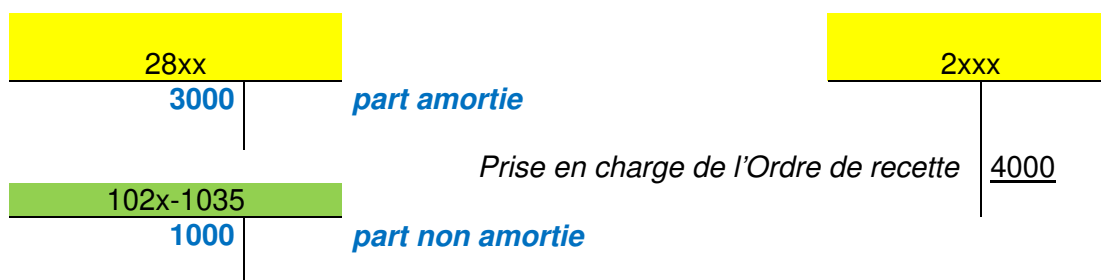 28xx
2xxx
3000 part amortie
Prise en charge de l'Ordre de recette 4000
102x-1035
1000 part non amortie